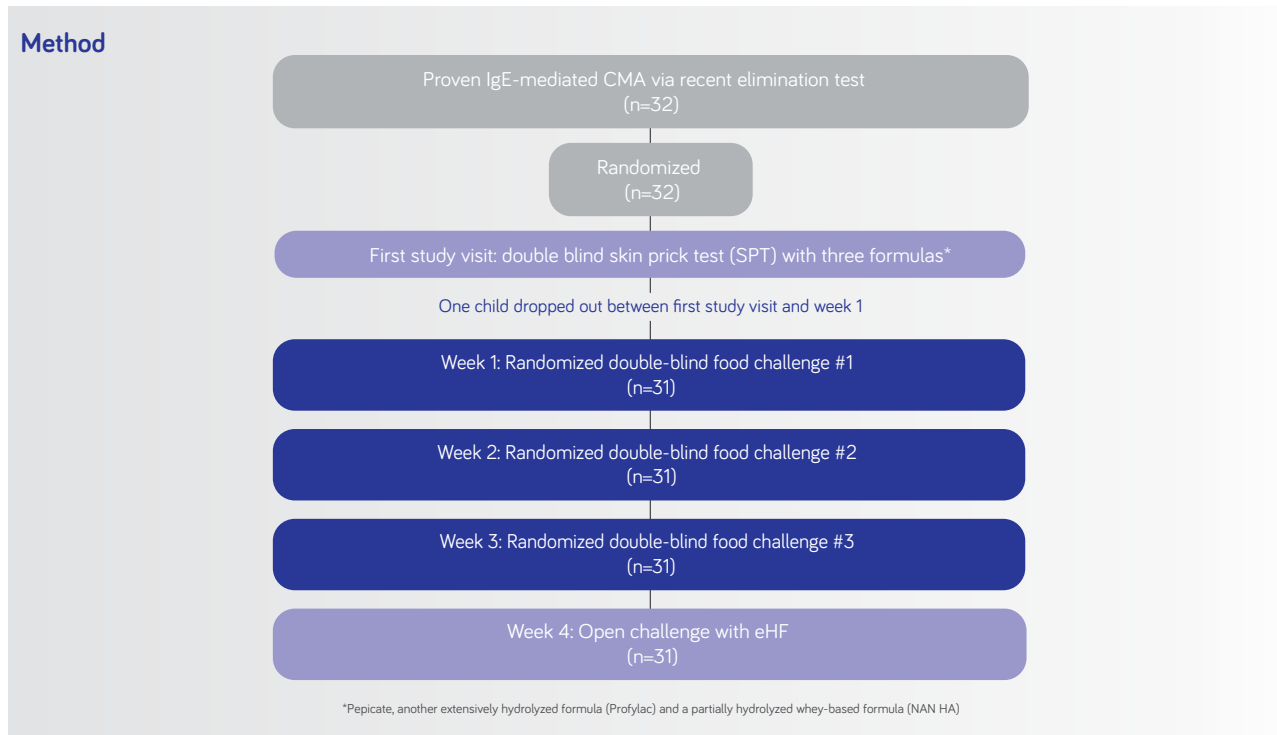 Method
Proven IgE-mediated CMA via recent elimination test
(n=32)
Randomized
(n=32)
First study visit: double blind skin prick test (SPT) with three formulas*
One child dropped out between first study visit and week 1
Week 1: Randomized double-blind food challenge #1
(n=31)
Week 2: Randomized double-blind food challenge #2
(n=31)
Week 3: Randomized double-blind food challenge #3
(n=31)
Week 4: Open challenge with eHF
(n=31)
*Pepicate, another extensively hydrolyzed formula (Profylac) and a partially hydrolyzed whey-based formula (NAN HA)